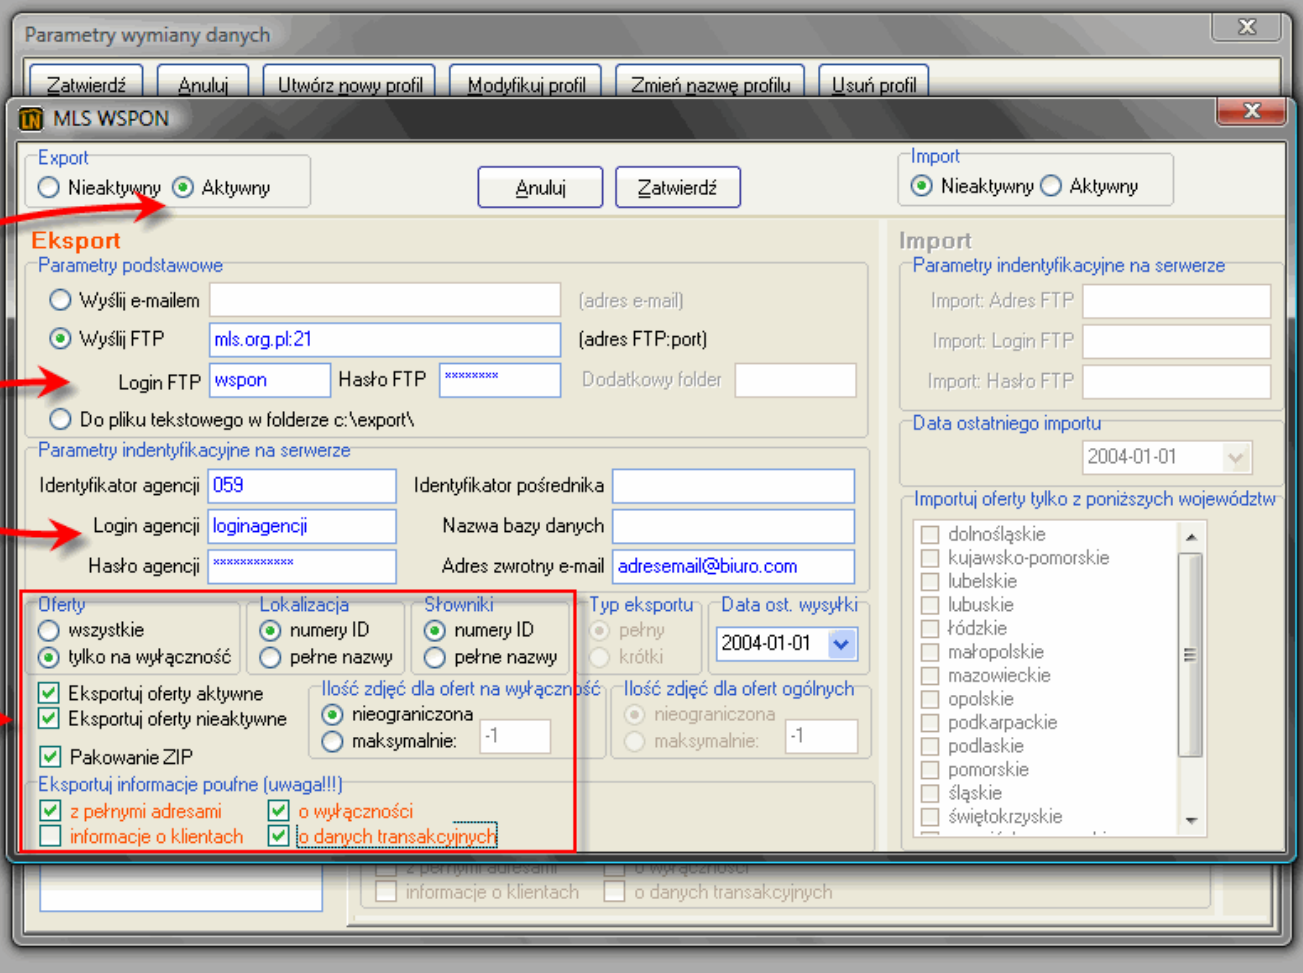 Parametry wymiany danych
Zatwierdź Anuluj Utwórz nowy profil Modyfikuj profil Zmień nazwę profilu Usuń profil
MLS WSPON
Export
Nieaktywny Aktywny
Anuluj Zatwierdź
Import
Nieaktywny Aktywny
Eksport
Parametry podstawowe
Wyślij e-mailem (adres e-mail)
Wyślij FTP mls.org.pl:21 (adres FTP:port)
Login FTP wspon Hasło FTP ******** Dodatkowy folder
Do pliku tekstowego w folderze c:\export\
Parametry indentyfikacyjne na serwerze
Identyfikator agencji 059 Identyfikator pośrednika
Login agencji loginagencji Nazwa bazy danych
Hasło agencji ************ Adres zwrotny e-mail adresemail@biuro.com
Oferty
wszystkie
tylko na wyłączność
Lokalizacja
numery ID
pełne nazwy
Słowniki
numery ID
pełne nazwy
Typ eksportu
pełny
krótki
Data ost. wysyłki
2004-01-01
Eksportuj oferty aktywne
Eksportuj oferty nieaktywne
Pakowanie ZIP
Ilość zdjęć dla ofert na wyłączność
nieograniczona
maksymalnie: -1
Ilość zdjęć dla ofert ogólnych
nieograniczona
maksymalnie: -1
Eksportuj informacje poufne (uwaga!!!)
z pełnymi adresami o wyłączności
informacje o klientach o danych transakcyjnych
Import
Parametry indentyfikacyjne na serwerze
Import: Adres FTP
Import: Login FTP
Import: Hasło FTP
Data ostatniego importu
2004-01-01
Importuj oferty tylko z poniższych województw
dolnośląskie
kujawsko-pomorskie
lubelskie
lubuskie
łódzkie
małopolskie
mazowieckie
opolskie
podkarpackie
podlaskie
pomorskie
śląskie
świętokrzyskie
z pełnymi adresami o wyłączności
informacje o klientach o danych transakcyjnych